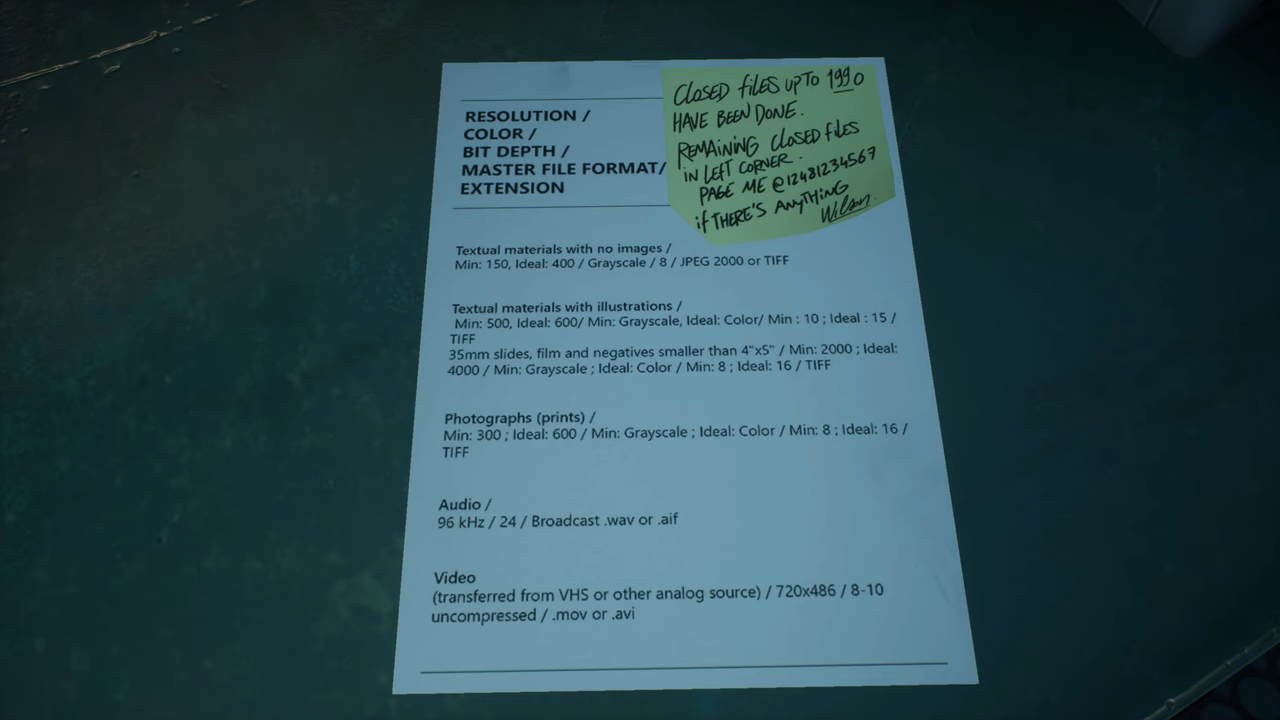 RESOLUTION /
COLOR /
BIT DEPTH /
MASTER FILE FORMAT/
EXTENSION
CLOSED FILES UP TO 1990
HAVE BEEN DONE.
REMAINING CLOSED FILES
IN LEFT CORNER.
PAGE ME @12481234567
if THERE'S ANYTHING
Wilson.
Textual materials with no images /
Min: 150, Ideal: 400 / Grayscale / 8 / JPEG 2000 or TIFF
Textual materials with illustrations /
Min: 500, Ideal: 600/ Min: Grayscale, Ideal: Color/ Min : 10 ; Ideal : 15 /
TIFF
35mm slides, film and negatives smaller than 4"x5" / Min: 2000 ; Ideal:
4000 / Min: Grayscale ; Ideal: Color / Min: 8 ; Ideal: 16 / TIFF
Photographs (prints) /
Min: 300 ; Ideal: 600 / Min: Grayscale ; Ideal: Color / Min: 8 ; Ideal: 16 /
TIFF
Audio /
96 kHz / 24 / Broadcast .wav or .aif
Video
(transferred from VHS or other analog source) / 720x486 / 8-10
uncompressed / .mov or .avi